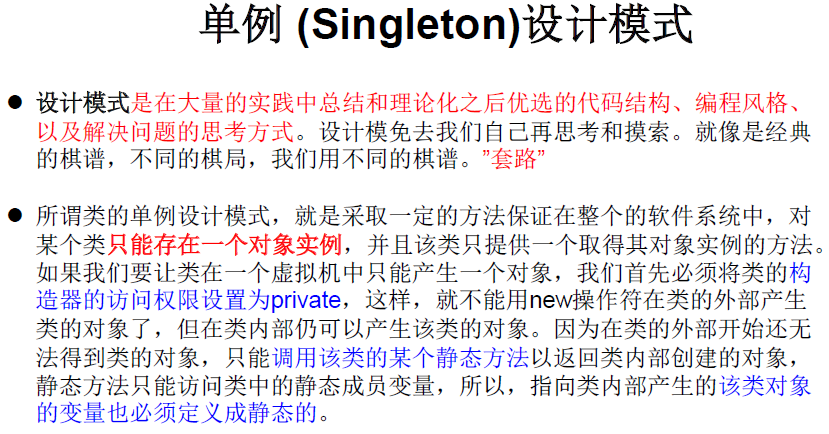 单例 (Singleton)设计模式
● 设计模式是在大量的实践中总结和理论化之后优选的代码结构、编程风格、
以及解决问题的思考方式。设计模免去我们自己再思考和摸索。就像是经典
的棋谱，不同的棋局，我们用不同的棋谱。”套路”
● 所谓类的单例设计模式，就是采取一定的方法保证在整个的软件系统中，对
某个类只能存在一个对象实例，并且该类只提供一个取得其对象实例的方法。
如果我们要让类在一个虚拟机中只能产生一个对象，我们首先必须将类的构
造器的访问权限设置为private，这样，就不能用new操作符在类的外部产生
类的对象了，但在类内部仍可以产生该类的对象。因为在类的外部开始还无
法得到类的对象，只能调用该类的某个静态方法以返回类内部创建的对象，
静态方法只能访问类中的静态成员变量，所以，指向类内部产生的该类对象
的变量也必须定义成静态的。